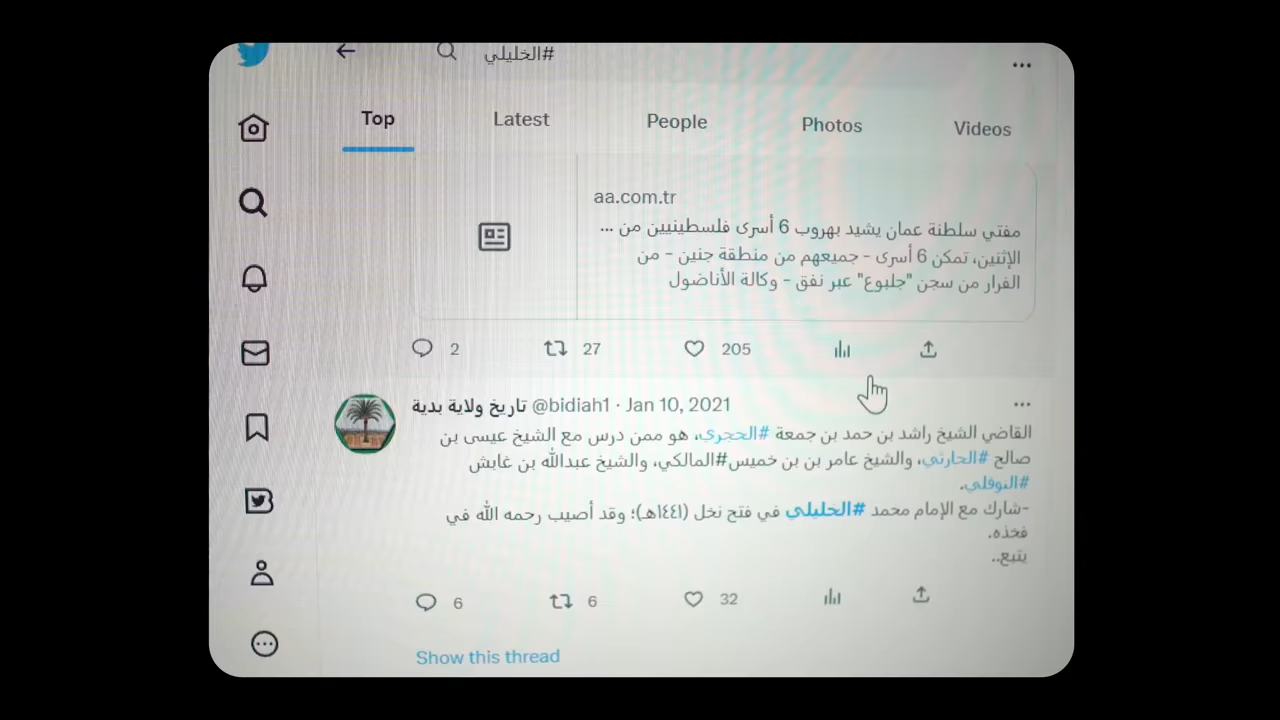 #الخليلي
Top
Latest
People
Photos
Videos
aa.com.tr
مفتي سلطنة عمان يشيد بهروب 6 أسرى فلسطينيين من ...
الإثنين، تمكن 6 أسرى - جميعهم من منطقة جنين - من
الفرار من سجن "جلبوع" عبر نفق - وكالة الأناضول
2
27
205
تاريخ ولاية بدية @bidiah1 · Jan 10, 2021
القاضي الشيخ راشد بن حمد بن جمعة #الحجري، هو ممن درس مع الشيخ عيسى بن
صالح #الحارثي، والشيخ عامر بن بن خميس#المالكي، والشيخ عبدالله بن غابش
#النوفلي.
-شارك مع الإمام محمد #الخليلي في فتح نخل (١٤٤١هـ)؛ وقد أصيب رحمه الله في
فخذه.
يتبع..
6
6
32
Show this thread